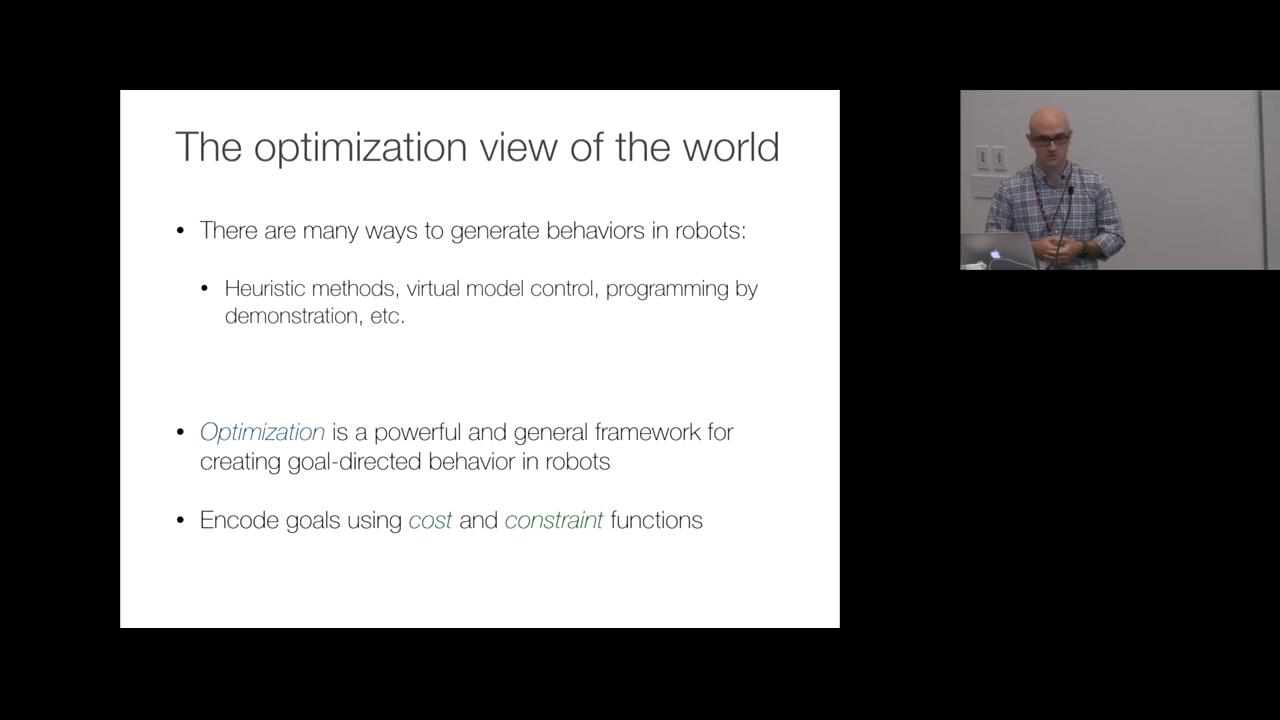 The optimization view of the world
• There are many ways to generate behaviors in robots:
• Heuristic methods, virtual model control, programming by
demonstration, etc.
• Optimization is a powerful and general framework for
creating goal-directed behavior in robots
• Encode goals using cost and constraint functions